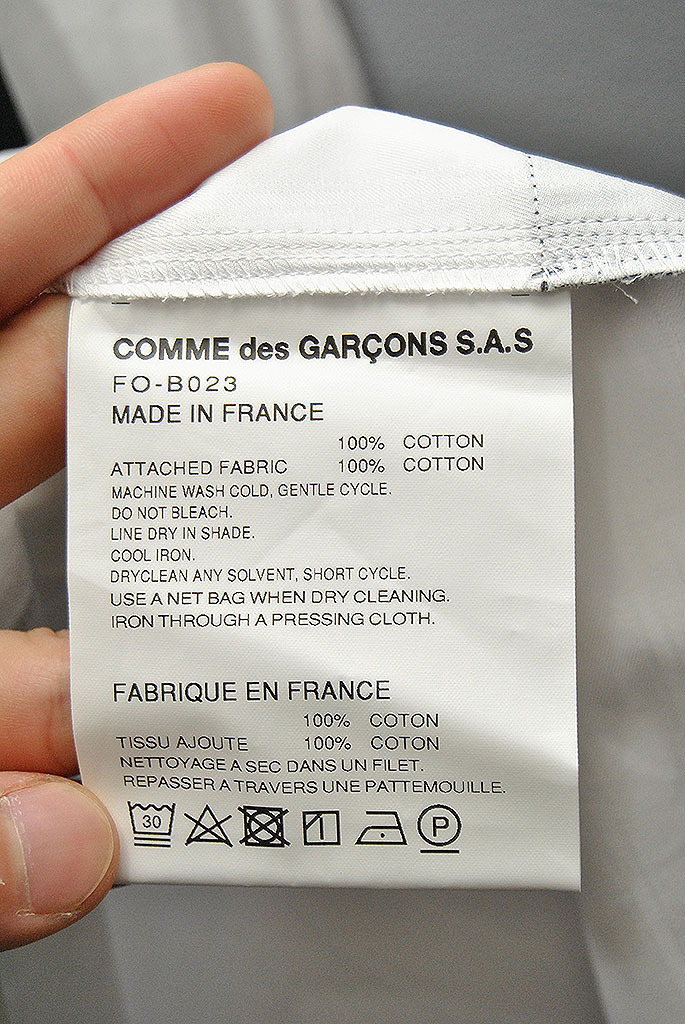 COMME des GARÇONS S.A.S
FO-B023
MADE IN FRANCE
100% COTTON
ATTACHED FABRIC 100% COTTON
MACHINE WASH COLD, GENTLE CYCLE.
DO NOT BLEACH.
LINE DRY IN SHADE.
COOL IRON.
DRYCLEAN ANY SOLVENT, SHORT CYCLE.
USE A NET BAG WHEN DRY CLEANING.
IRON THROUGH A PRESSING CLOTH.
FABRIQUE EN FRANCE
100% COTON
TISSU AJOUTE 100% COTON
NETTOYAGE A SEC DANS UN FILET.
REPASSER A TRAVERS UNE PATTEMOUILLE.
30 P